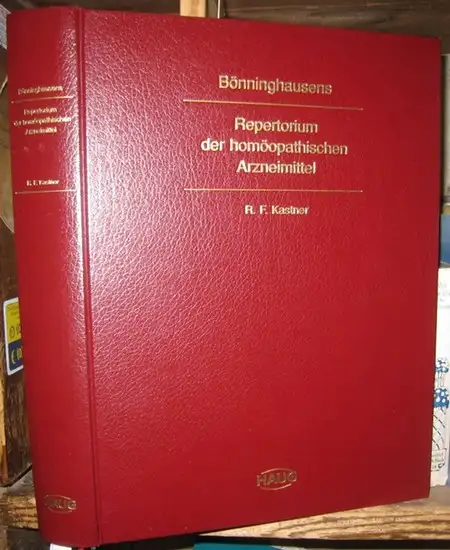 Bönninghausens
Repertorium
der homöopathischen
Arzneimittel
R. F. Kastner
HAUG
Bönninghausens
Repertorium
der homöopathischen
Arzneimittel
R. F. Kastner
HAUG